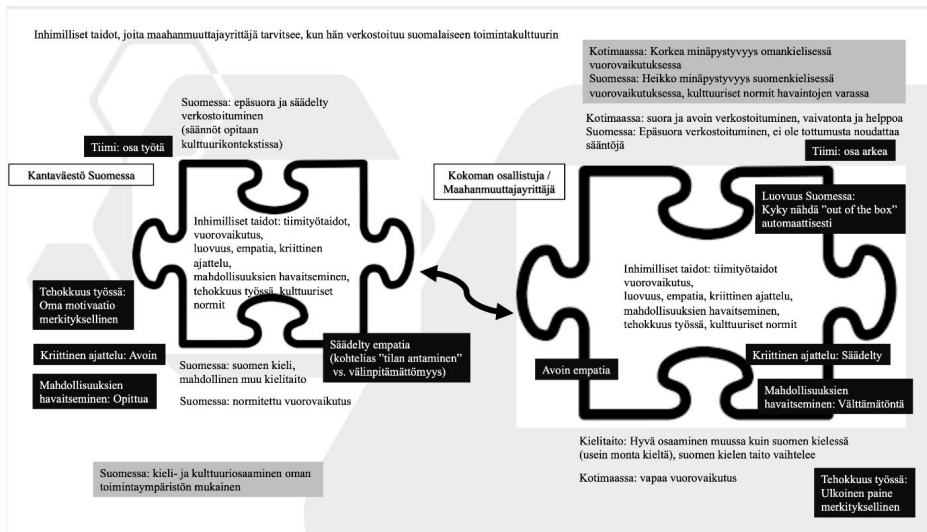 Inhimilliset taidot, joita maahanmuuttajayrittäjä tarvitsee, kun hän verkostoituu suomalaiseen toimintakulttuurin
Suomessa: epäsuora ja säädelty
verkostoituminen
(säännöt opitaan
kulttuurikontekstissa)
Tiimi: osa työtä
Kantaväestö Suomessa
Inhimilliset taidot: tiimityötaidot,
vuorovaikutus,
luovuus, empatia, kriittinen
ajattelu,
mahdollisuuksien havaitseminen,
tehokkuus työssä, kulttuuriset
normit
Tehokkuus työssä:
Oma motivaatio
merkityksellinen
Kriittinen ajattelu: Avoin
Mahdollisuuksien
havaitseminen: Opittua
Säädelty empatia
(kohtelias ”tilan antaminen”
vs. välinpitämättömyys)
Suomessa: suomen kieli,
mahdollinen muu kielitaito
Suomessa: normitettu vuorovaikutus
Suomessa: kieli- ja kulttuuriosaaminen oman
toimintaympäristön mukainen
Kotimaassa: Korkea minäpystyvyys omankielisessä
vuorovaikutuksessa
Suomessa: Heikko minäpystyvyys suomenkielisessä
vuorovaikutuksessa, kulttuuriset normit havaintojen varassa
Kotimaassa: suora ja avoin verkostoituminen, vaivatonta ja helppoa
Suomessa: Epäsuora verkostoituminen, ei ole tottumusta noudattaa
sääntöjä
Tiimi: osa arkea
Kokoman osallistuja /
Maahanmuuttajayrittäjä
Luovuus Suomessa:
Kyky nähdä ”out of the box”
automaattisesti
Inhimilliset taidot: tiimityötaidot
vuorovaikutus,
luovuus, empatia, kriittinen ajattelu,
mahdollisuuksien havaitseminen,
tehokkuus työssä, kulttuuriset normit
Avoin empatia
Kriittinen ajattelu: Säädelty
Mahdollisuuksien
havaitseminen: Välttämätöntä
Kielitaito: Hyvä osaaminen muussa kuin suomen kielessä
(usein monta kieltä), suomen kielen taito vaihtelee
Kotimaassa: vapaa vuorovaikutus
Tehokkuus työssä:
Ulkoinen paine
merkityksellinen